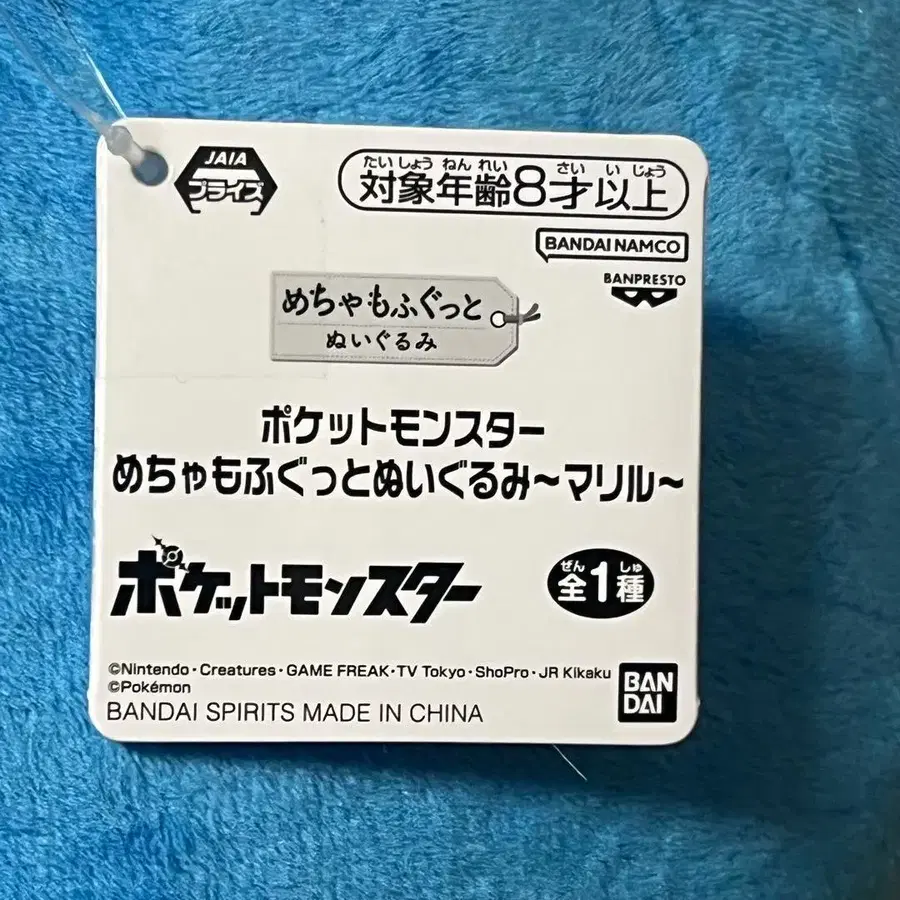 JAIA
プライズ
たいしょうねんれい さいいじょう
対象年齢8才以上
BANDAI NAMCO
BANPRESTO
めちゃもふぐっと
ぬいぐるみ
ポケットモンスター
めちゃもふぐっとぬいぐるみ〜マリル〜
ポケットモンスター
ぜん しゅ
全1種
©Nintendo・Creatures・GAME FREAK・TV Tokyo・ShoPro・JR Kikaku
©Pokémon
BANDAI SPIRITS MADE IN CHINA
BAN
DAI